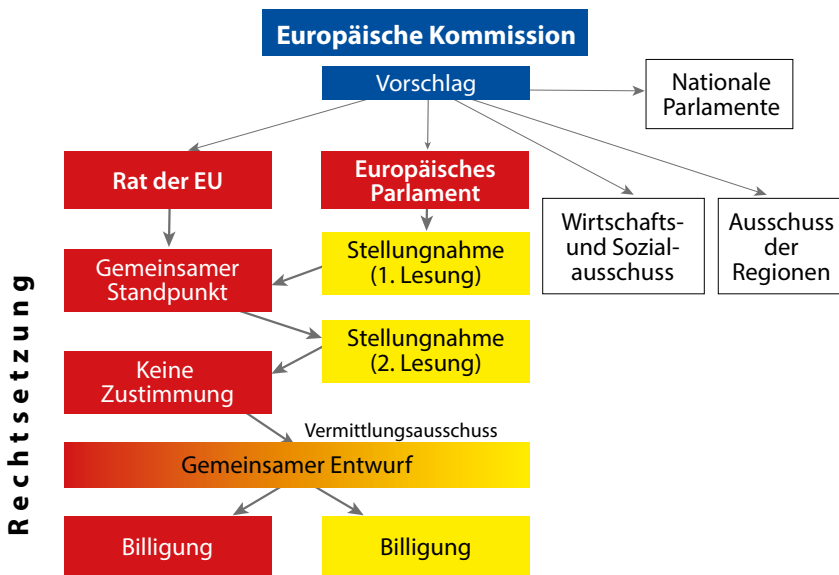 Europäische Kommission
Vorschlag
Nationale
Parlamente
Rat der EU
Europäisches
Parlament
Wirtschafts-
und Sozial-
ausschuss
Ausschuss
der
Regionen
Stellungnahme
(1. Lesung)
Gemeinsamer
Standpunkt
Stellungnahme
(2. Lesung)
Keine
Zustimmung
Vermittlungsausschuss
Gemeinsamer Entwurf
Billigung
Billigung
Rechtsetzung